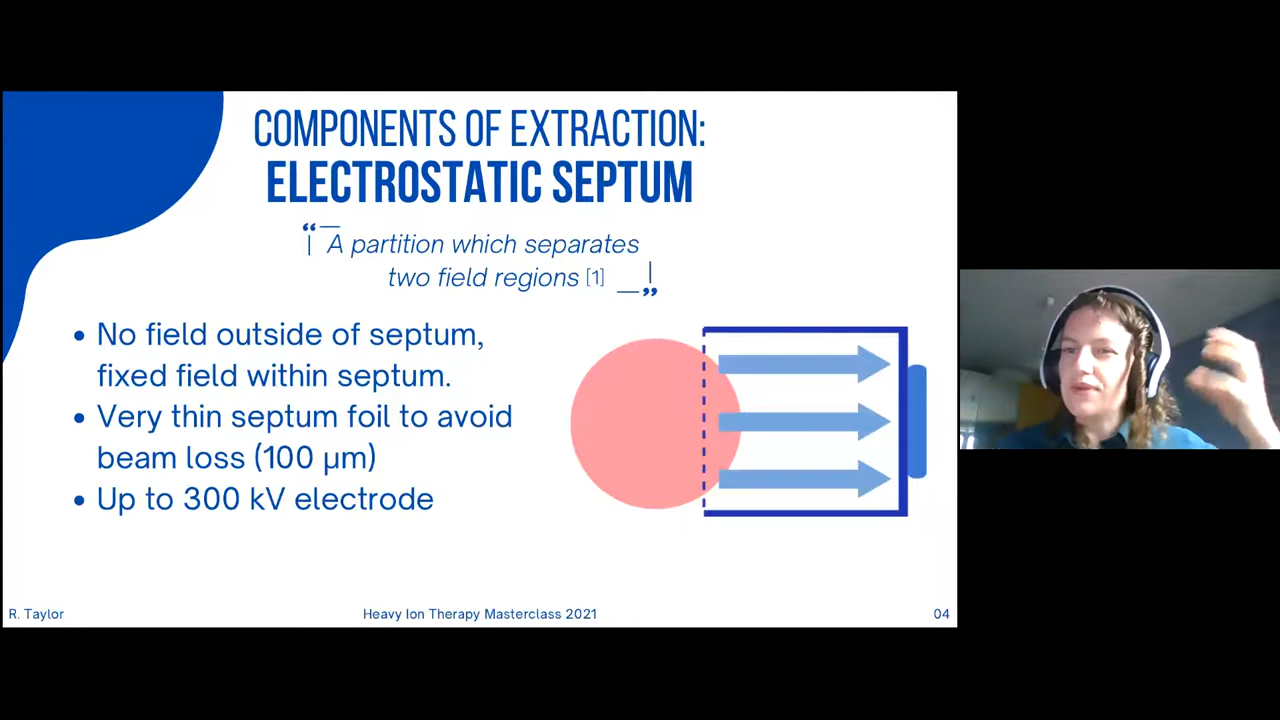 COMPONENTS OF EXTRACTION:
ELECTROSTATIC SEPTUM
“ A partition which separates
two field regions [1] ”
• No field outside of septum,
fixed field within septum.
• Very thin septum foil to avoid
beam loss (100 µm)
• Up to 300 kV electrode
R. Taylor
Heavy Ion Therapy Masterclass 2021
04